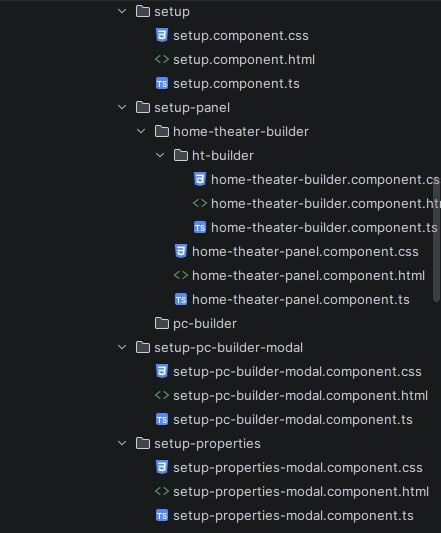 setup
setup.component.css
setup.component.html
setup.component.ts
setup-panel
home-theater-builder
ht-builder
home-theater-builder.component.cs
home-theater-builder.component.ht
home-theater-builder.component.ts
home-theater-panel.component.css
home-theater-panel.component.html
TS home-theater-panel.component.ts
pc-builder
setup-pc-builder-modal
setup-pc-builder-modal.component.css
setup-pc-builder-modal.component.html
TS setup-pc-builder-modal.component.ts
setup-properties
setup-properties-modal.component.css
setup-properties-modal.component.html
TS setup-properties-modal.component.ts